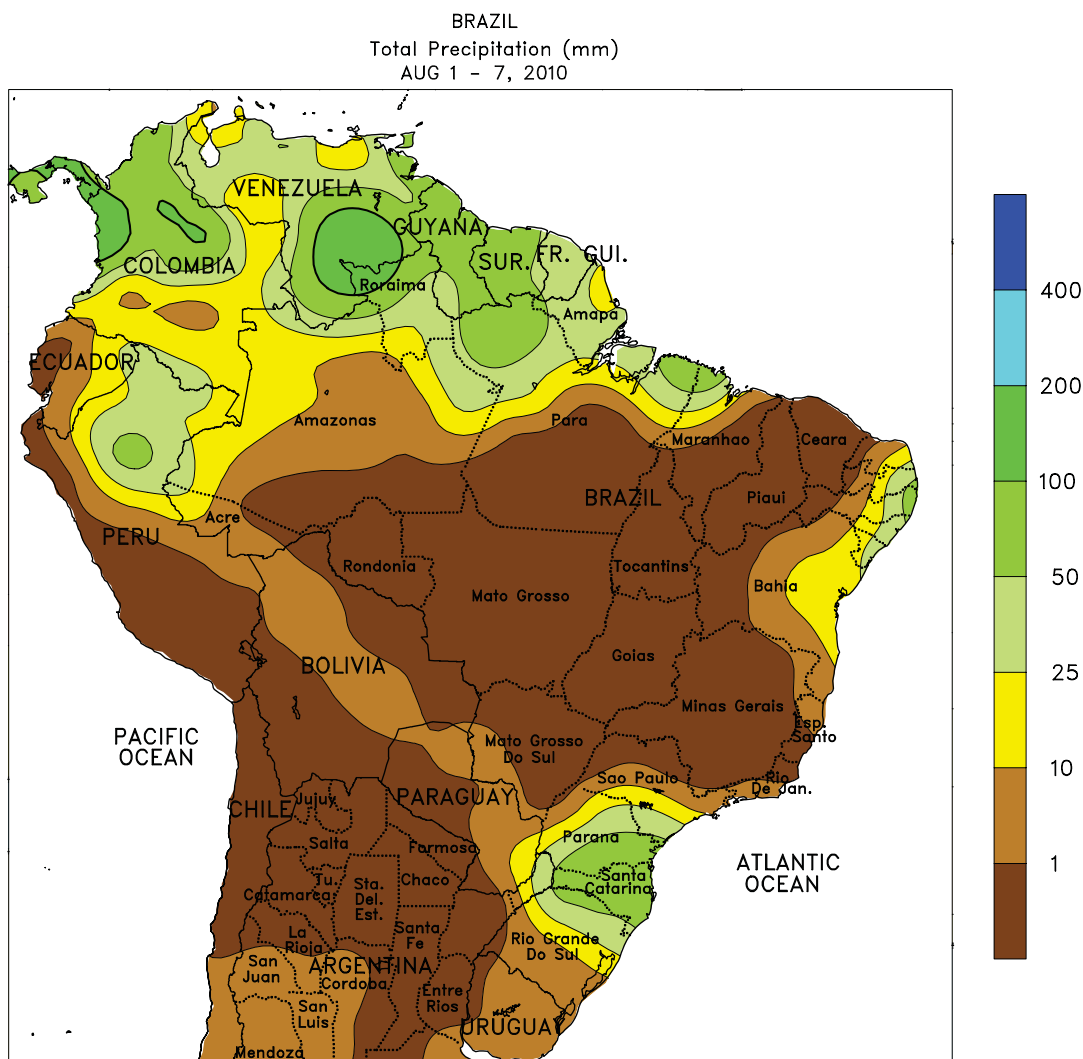 BRAZIL
Total Precipitation (mm)
AUG 1 - 7, 2010
VENEZUELA
GUYANA
SUR.
FR. GUI.
COLOMBIA
Roraima
Amapa
ECUADOR
Amazonas
Para
Maranhao
Ceara
BRAZIL
Piaui
Acre
PERU
Rondonia
Tocantins
Bahia
Mato Grosso
Goias
BOLIVIA
Minas Gerais
Esp.
Santo
PACIFIC
OCEAN
Mato Grosso
Do Sul
Sao Paulo
Rio
De Jan.
CHILE
Jujuy
PARAGUAY
Parana
Salta
Formosa
ATLANTIC
OCEAN
Tu.
Catamarca
Sta.
Del.
Est.
Chaco
Santa
Catarina
La
Rioja
Santa
Fe
Rio Grande
Do Sul
San
Juan
ARGENTINA
Cordoba
San
Luis
Entre
Rios
URUGUAY
Mendoza
400
200
100
50
25
10
1